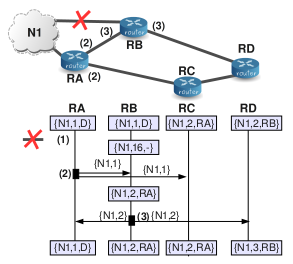 N1
(2)
(3)
(3)
RB
router
RD
router
router
RA
(2)
RC
router
RA RB RC RD
{N1,1,D} {N1,1,D} {N1,2,RA} {N1,2,RB}
(1)
{N1,16,-}
{N1,1} {N1,1}
(2)
{N1,2,RA}
{N1,2} (3) {N1,2}
{N1,1,D} {N1,2,RA} {N1,2,RA} {N1,3,RB}